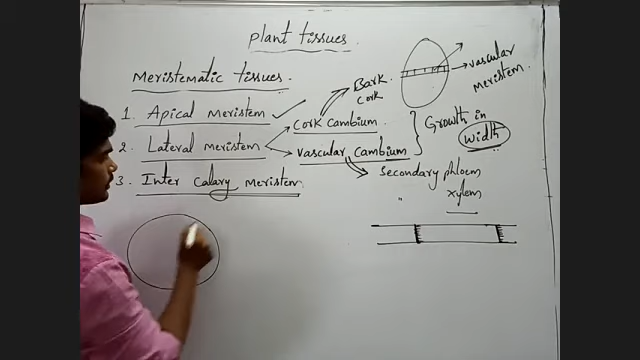 plant tissues
Meristematic tissues.
1. Apical meristem
2. Lateral meristem
3. Inter calary meristem
Bark
cork
cork cambium
vascular cambium
Growth in
width
secondary phloem
" xylem
vascular
meristem.